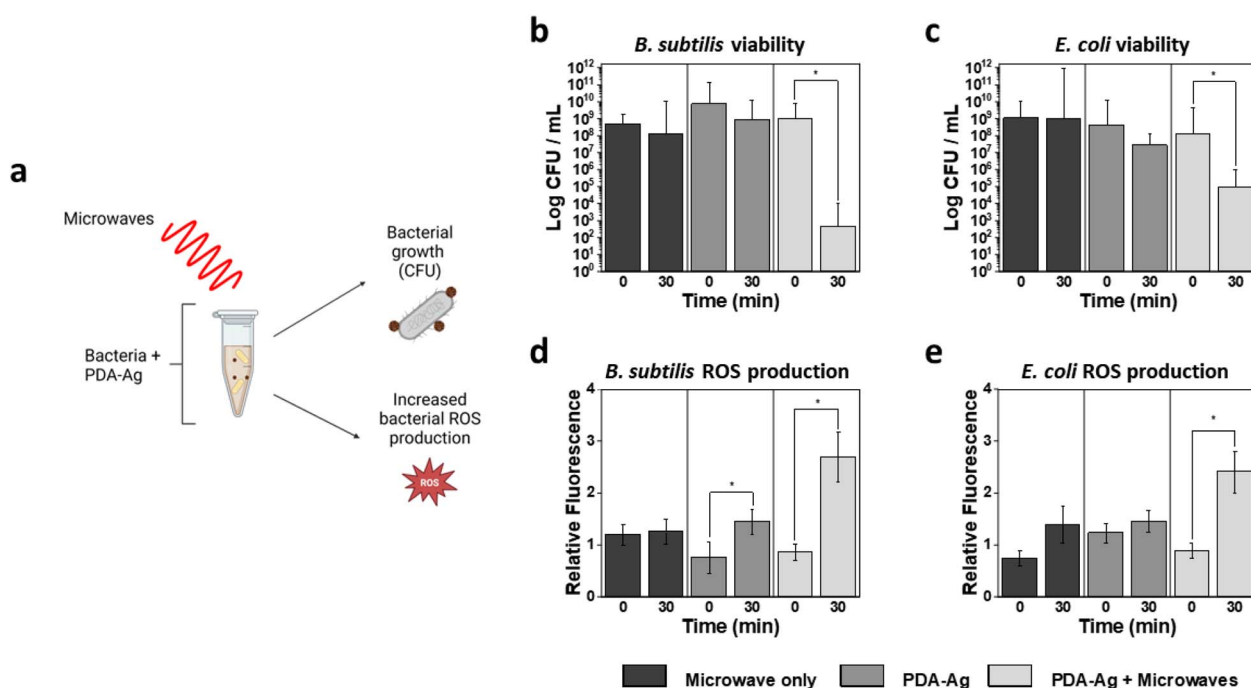 a
Microwaves
Bacteria +
PDA-Ag
Bacterial
growth
(CFU)
Increased
bacterial ROS
production
ROS
b
B. subtilis viability
Log CFU / mL
10¹²
10¹¹
10¹⁰
10⁹
10⁸
10⁷
10⁶
10⁵
10⁴
10³
10²
10¹
10⁰
*
0 30 0 30 0 30
Time (min)
c
E. coli viability
Log CFU / mL
10¹²
10¹¹
10¹⁰
10⁹
10⁸
10⁷
10⁶
10⁵
10⁴
10³
10²
10¹
10⁰
*
0 30 0 30 0 30
Time (min)
d
B. subtilis ROS production
Relative Fluorescence
4
3
2
1
0
* *
0 30 0 30 0 30
Time (min)
e
E. coli ROS production
Relative Fluorescence
4
3
2
1
0
*
0 30 0 30 0 30
Time (min)
Microwave only PDA-Ag PDA-Ag + Microwaves